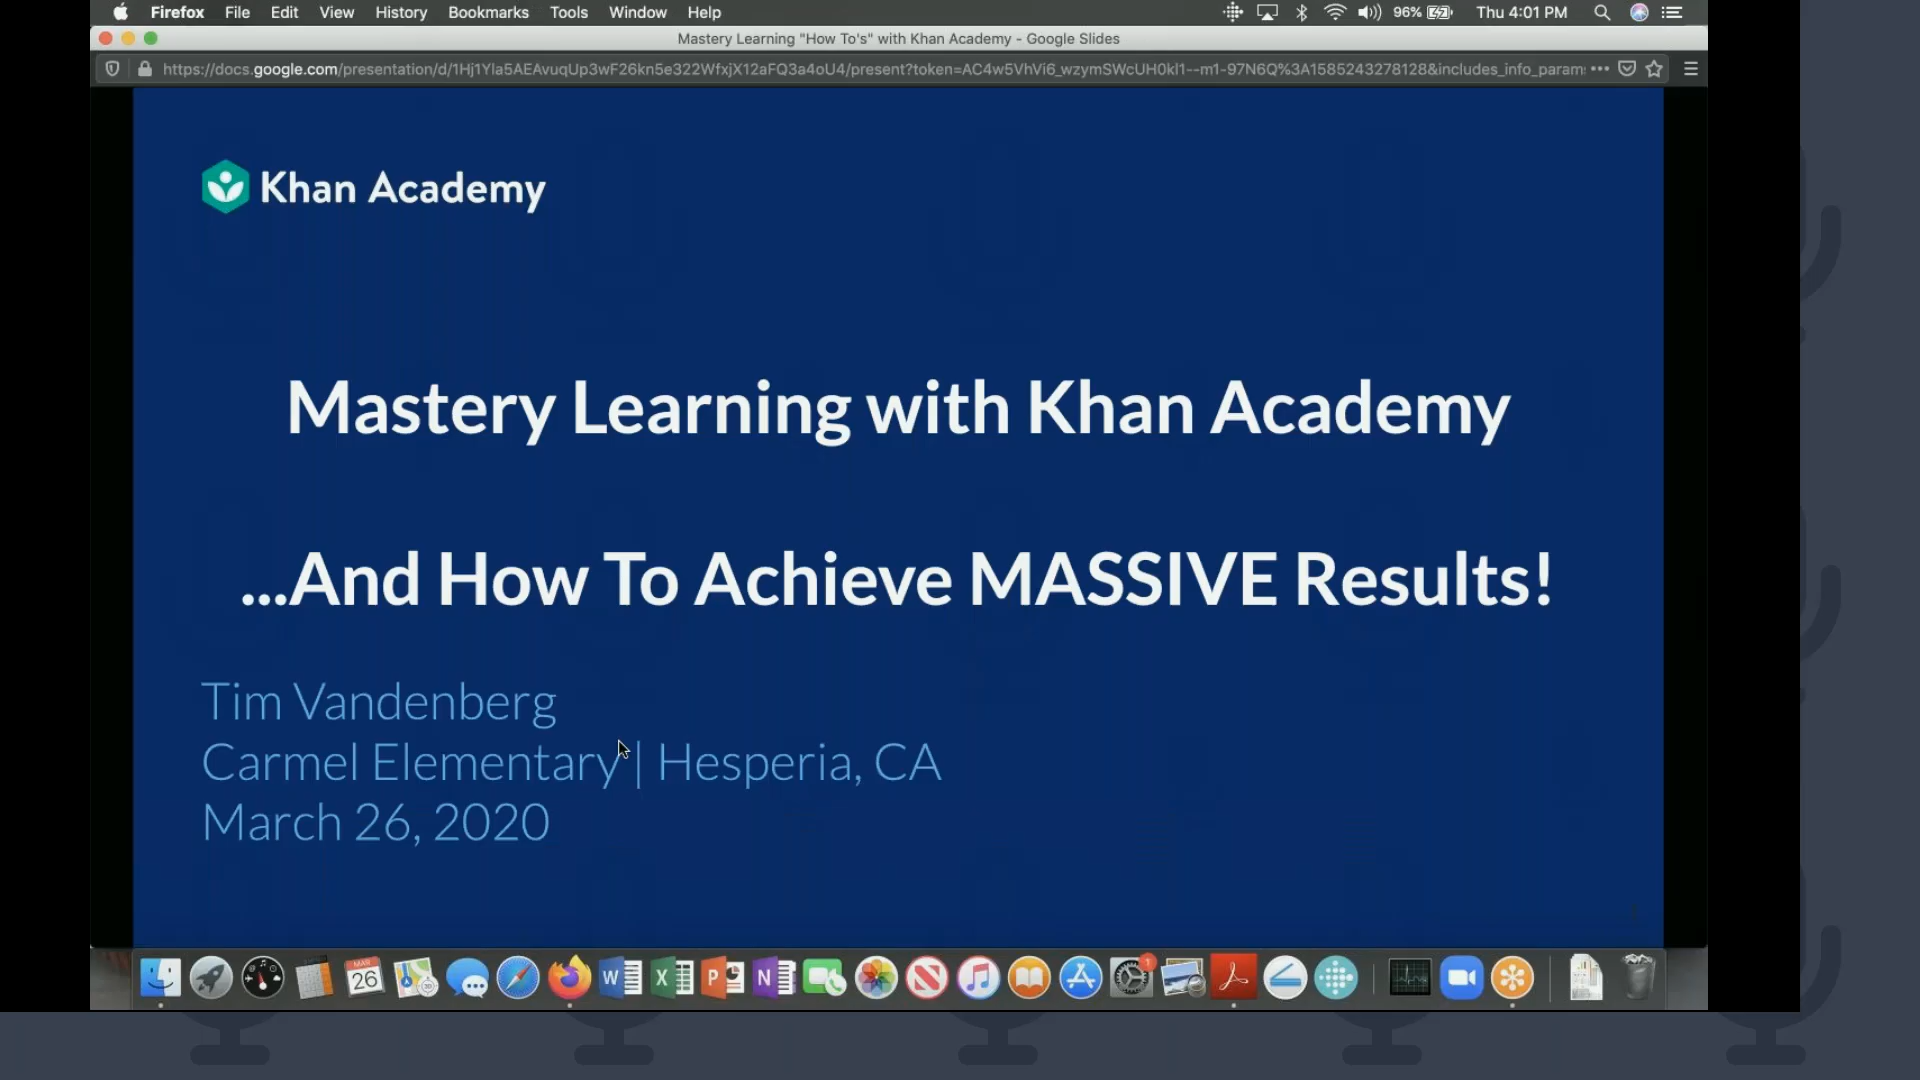 Firefox File Edit View History Bookmarks Tools Window Help 96% Thu 4:01 PM
Mastery Learning "How To's" with Khan Academy - Google Slides
https://docs.google.com/presentation/d/1Hj1Yla5AEAvuqUp3wF26kn5e322WfxjX12aFQ3a4oU4/present?token=AC4w5VhVi6_wzymSWcUH0kl1--m1-97N6Q%3A1585243278128&includes_info_params
Khan Academy
Mastery Learning with Khan Academy
...And How To Achieve MASSIVE Results!
Tim Vandenberg
Carmel Elementary | Hesperia, CA
March 26, 2020
MAR
26
W X P N
1